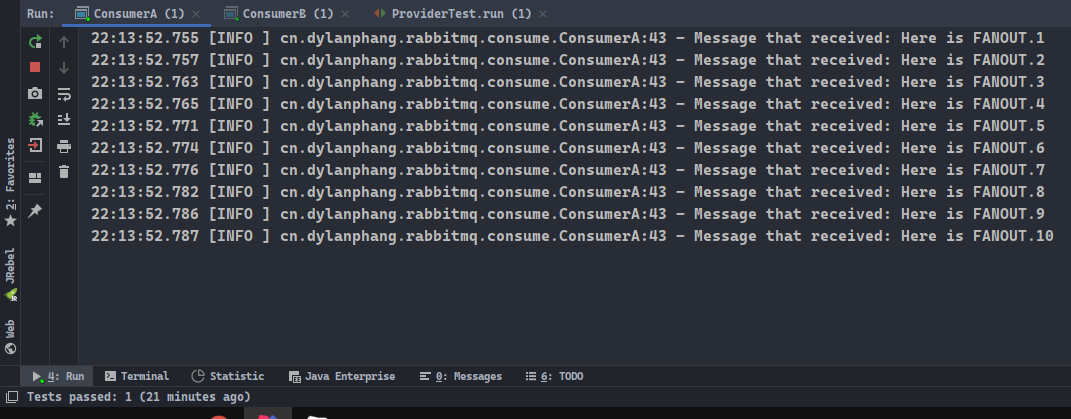 Run: ConsumerA (1) ConsumerB (1) ProviderTest.run (1)
22:13:52.755 [INFO ] cn.dylanphang.rabbitmq.consume.ConsumerA:43 - Message that received: Here is FANOUT.1
22:13:52.757 [INFO ] cn.dylanphang.rabbitmq.consume.ConsumerA:43 - Message that received: Here is FANOUT.2
22:13:52.763 [INFO ] cn.dylanphang.rabbitmq.consume.ConsumerA:43 - Message that received: Here is FANOUT.3
22:13:52.765 [INFO ] cn.dylanphang.rabbitmq.consume.ConsumerA:43 - Message that received: Here is FANOUT.4
22:13:52.771 [INFO ] cn.dylanphang.rabbitmq.consume.ConsumerA:43 - Message that received: Here is FANOUT.5
22:13:52.774 [INFO ] cn.dylanphang.rabbitmq.consume.ConsumerA:43 - Message that received: Here is FANOUT.6
22:13:52.776 [INFO ] cn.dylanphang.rabbitmq.consume.ConsumerA:43 - Message that received: Here is FANOUT.7
22:13:52.782 [INFO ] cn.dylanphang.rabbitmq.consume.ConsumerA:43 - Message that received: Here is FANOUT.8
22:13:52.786 [INFO ] cn.dylanphang.rabbitmq.consume.ConsumerA:43 - Message that received: Here is FANOUT.9
22:13:52.787 [INFO ] cn.dylanphang.rabbitmq.consume.ConsumerA:43 - Message that received: Here is FANOUT.10
2: Favorites
JRebel
Web
4: Run Terminal Statistic Java Enterprise 0: Messages 6: TODO
Tests passed: 1 (21 minutes ago)